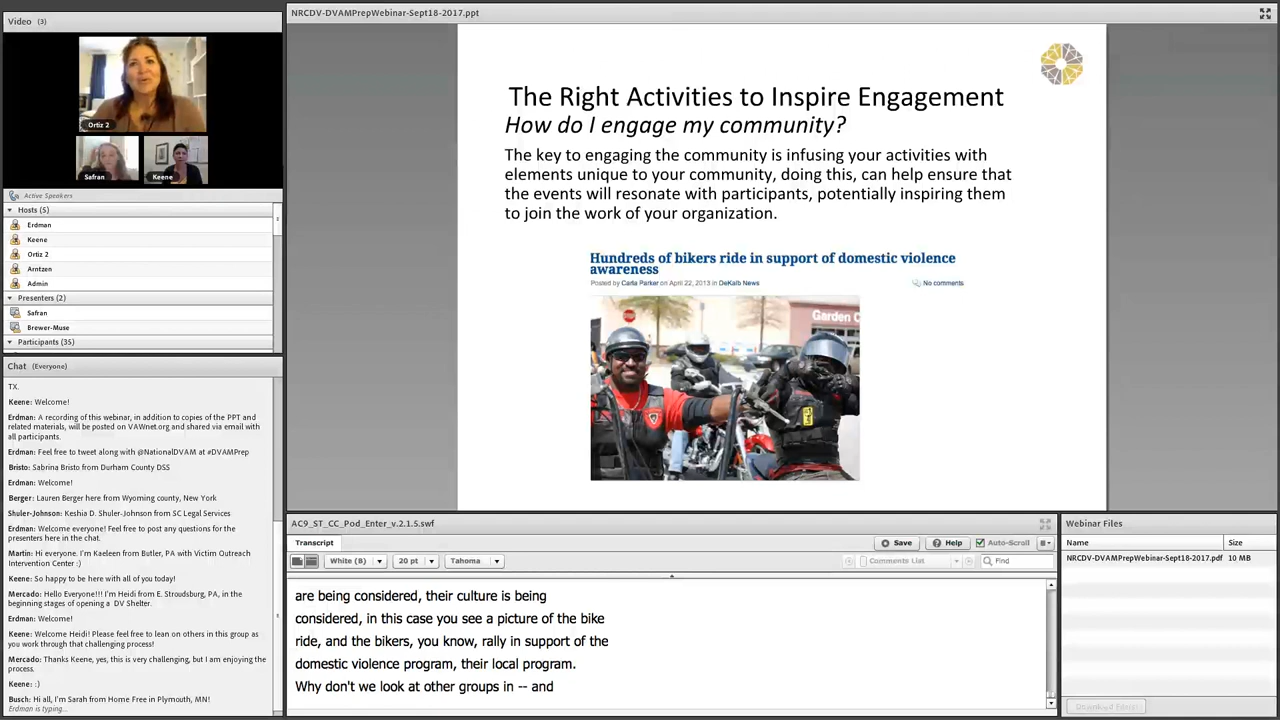 Video (3)
Ortiz 2
Safran
Keene
Active Speakers
Hosts (5)
Erdman
Keene
Ortiz 2
Arntzen
Admin
Presenters (2)
Safran
Brewer-Muse
Participants (35)
Chat (Everyone)
TX.
Keene: Welcome!
Erdman: A recording of this webinar, in addition to copies of the PPT and
related materials, will be posted on VAWnet.org and shared via email with
all participants.
Erdman: Feel free to tweet along with @NationalDVAM at #DVAMPrep
Bristo: Sabrina Bristo from Durham County DSS
Erdman: Welcome!
Berger: Lauren Berger here from Wyoming county, New York
Shuler-Johnson: Keshia D. Shuler-Johnson from SC Legal Services
Erdman: Welcome everyone! Feel free to post any questions for the
presenters here in the chat.
Martin: Hi everyone. I'm Kaeleen from Butler, PA with Victim Outreach
Intervention Center :)
Keene: So happy to be here with all of you today!
Mercado: Hello Everyone!!! I'm Heidi from E. Stroudsburg, PA, in the
beginning stages of opening a DV Shelter.
Erdman: Welcome!
Keene: Welcome Heidi! Please feel free to lean on others in this group as
you work through that challenging process!
Mercado: Thanks Keene, yes, this is very challenging, but I am enjoying the
process.
Keene: :)
Busch: Hi all, I'm Sarah from Home Free in Plymouth, MN!
Erdman is typing...
NRCDV-DVAMPrepWebinar-Sept18-2017.ppt
The Right Activities to Inspire Engagement
How do I engage my community?
The key to engaging the community is infusing your activities with
elements unique to your community, doing this, can help ensure that
the events will resonate with participants, potentially inspiring them
to join the work of your organization.
Hundreds of bikers ride in support of domestic violence
awareness
Posted by Carla Parker on April 22, 2013 in DeKalb News
No comments
STOP
Garden C
AC9_ST_CC_Pod_Enter_v.2.1.5.swf
Transcript
Save
Help
Auto-Scroll
White (B)
20 pt
Tahoma
Comments List
Find
are being considered, their culture is being
considered, in this case you see a picture of the bike
ride, and the bikers, you know, rally in support of the
domestic violence program, their local program.
Why don't we look at other groups in -- and
Webinar Files
Name
Size
NRCDV-DVAMPrepWebinar-Sept18-2017.pdf
10 MB
Download File(s)